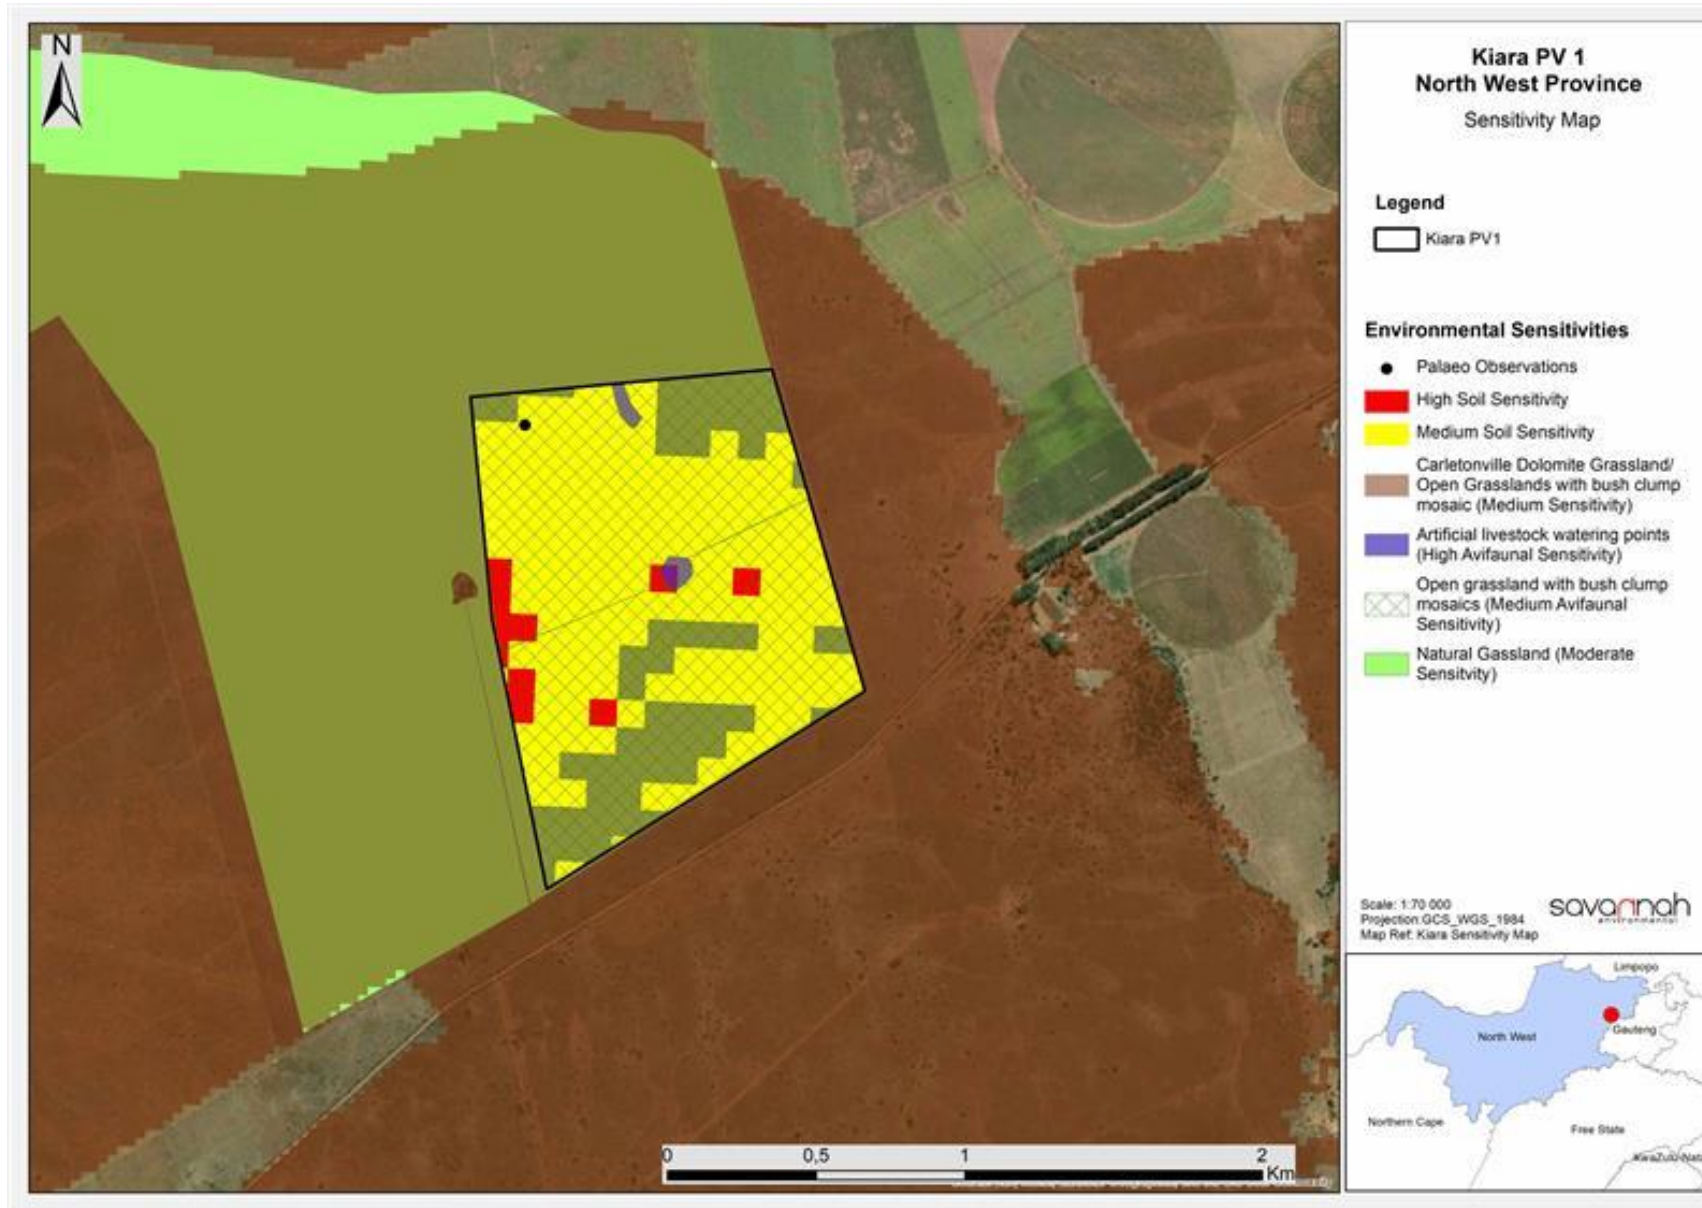 N
Kiara PV 1
North West Province
Sensitivity Map
Legend
Kiara PV1
Environmental Sensitivities
Palaeo Observations
High Soil Sensitivity
Medium Soil Sensitivity
Carletonville Dolomite Grassland/
Open Grasslands with bush clump
mosaic (Medium Sensitivity)
Artificial livestock watering points
(High Avifaunal Sensitivity)
Open grassland with bush clump
mosaics (Medium Avifaunal
Sensitivity)
Natural Gassland (Moderate
Sensitvity)
Scale: 1:70 000
Projection:GCS_WGS_1984
Map Ref: Kiara Sensitivity Map
savannah
environmental
Limpopo
North West
Gauteng
Northern Cape
Free State
KwaZulu-Nata
0 0,5 1 2
Km